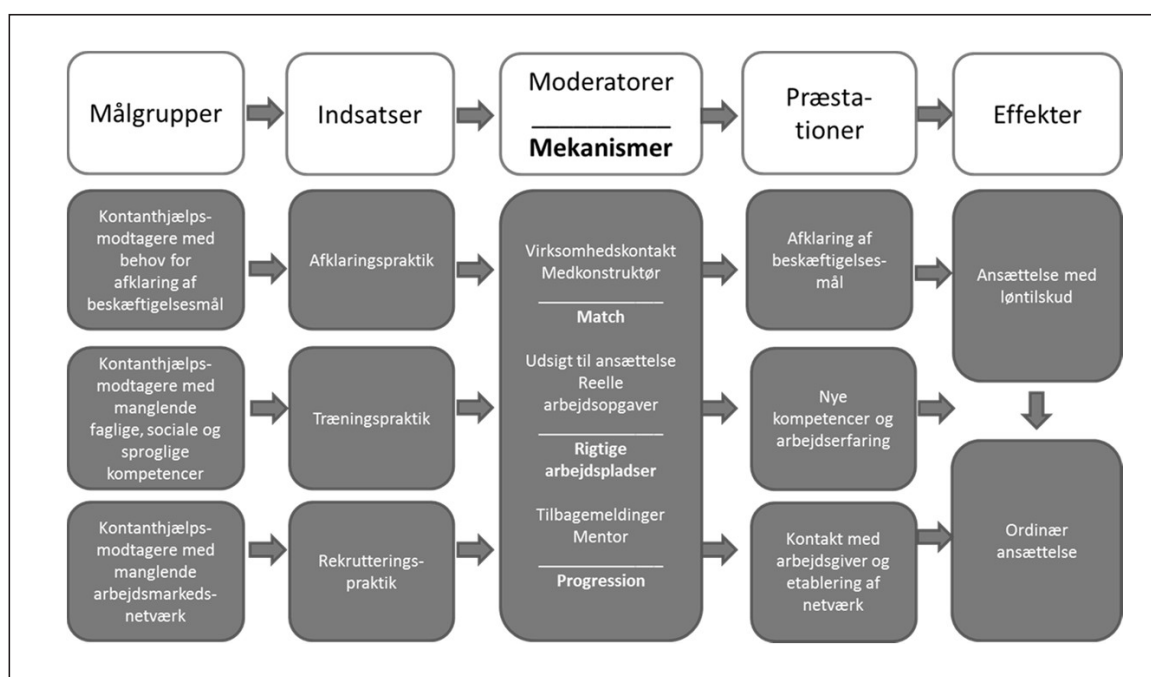 Målgrupper
Indsatser
Moderatorer
Mekanismer
Præsta-
tioner
Effekter
Kontanthjælps-
modtagere med
behov for
afklaring af
beskæftigelsesmål
Afklaringspraktik
Virksomhedskontakt
Medkonstruktør
Match
Udsigt til ansættelse
Reelle
arbejdsopgaver
Rigtige
arbejdspladser
Tilbagemeldinger
Mentor
Progression
Afklaring af
beskæftigelses-
mål
Ansættelse med
løntilskud
Kontanthjælps-
modtagere med
manglende
faglige, sociale og
sproglige
kompetencer
Træningspraktik
Nye
kompetencer og
arbejdserfaring
Kontanthjælps-
modtagere med
manglende
arbejdsmarkeds-
netværk
Rekrutterings-
praktik
Kontakt med
arbejdsgiver og
etablering af
netværk
Ordinær
ansættelse